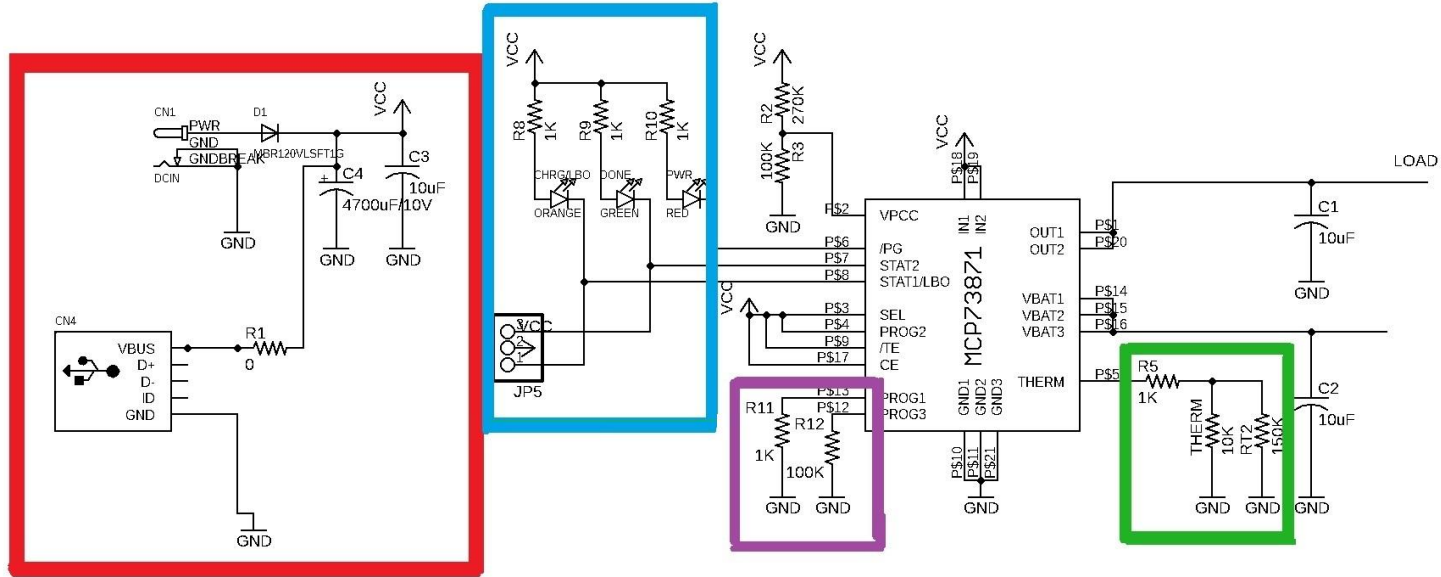 CN1
PWR
GND
GNDBREAK
DCIN
D1
MBR120VLSFT1G
VCC
C3
10uF
C4
+
4700uF/10V
GND
GND
GND
CN4
VBUS
D+
D-
ID
GND
R1
0
GND
VCC
R8
1K
R9
1K
R10
1K
CHRG/LBO
ORANGE
DONE
GREEN
PWR
RED
3
2
1
VCC
JP5
VCC
R2
270K
100K
R3
GND
P$2
P$6
P$7
P$8
VCC
P$3
P$4
P$9
P$17
P$13
P$12
VPCC
/PG
STAT2
STAT1/LBO
SEL
PROG2
/TE
CE
PROG1
PROG3
R11
1K
R12
100K
GND
GND
VCC
P$18
P$19
IN1
IN2
MCP73871
OUT1
OUT2
VBAT1
VBAT2
VBAT3
THERM
GND1
GND2
GND3
P$10
P$11
P$21
GND
P$1
P$20
P$14
P$15
P$16
P$5
LOAD
C1
10uF
GND
R5
1K
THERM
10K
RT2
150K
GND
GND
C2
10uF
GND